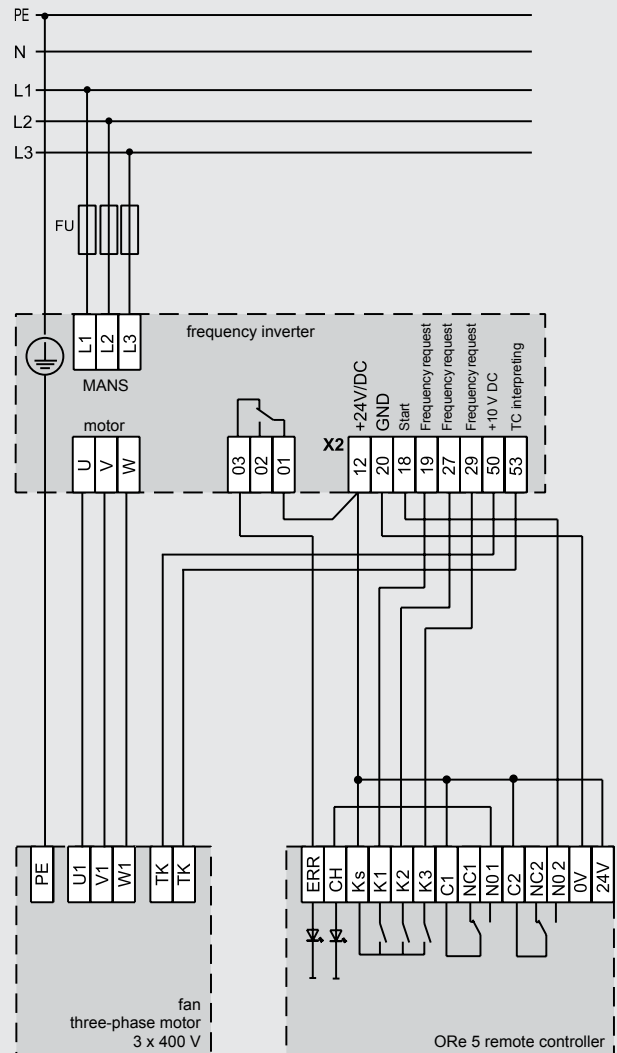 PE
N
L1
L2
L3
FU
frequency inverter
L1 L2 L3
MANS
motor
U V W
03 02 01
X2
+24V/DC
GND
Start
Frequency request
Frequency request
Frequency request
+10 V DC
TC interpreting
12 20 18 19 27 29 50 53
PE U1 V1 W1 TK TK
ERR CH Ks K1 K2 K3 C1 NC1 N01 C2 NC2 N02 0V 24V
fan
three-phase motor
3 x 400 V
ORe 5 remote controller